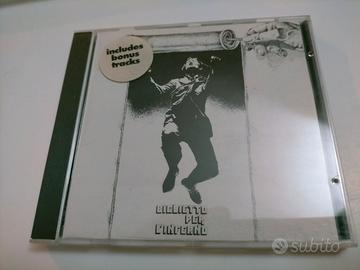 includes
bonus
tracks
BIGLIETTO
PER
L'INFERNO
subito